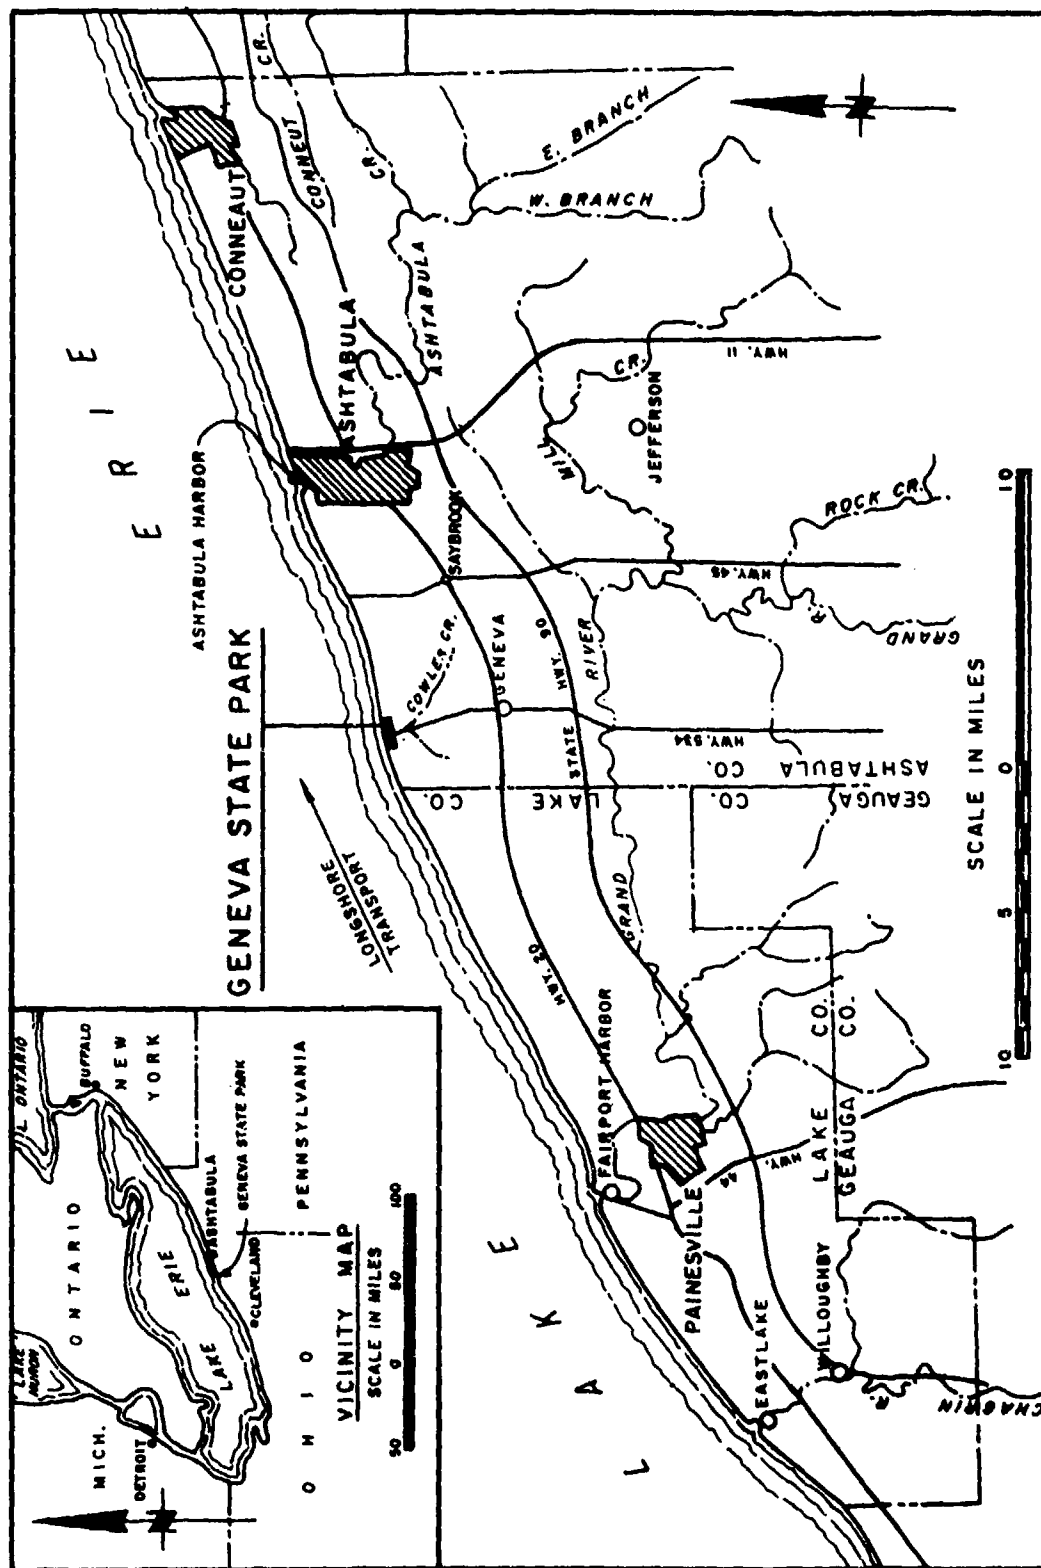 L. ONTARIO
BUFFALO
NEW
YORK
LAKE
HURON
ONTARIO
MICH.
DETROIT
LAKE ERIE
ASHTABULA
GENEVA STATE PARK
CLEVELAND
PENNSYLVANIA
OHIO
VICINITY MAP
SCALE IN MILES
50 0 50 100
LAKE ERIE
GENEVA STATE PARK
LONGSHORE
TRANSPORT
ASHTABULA HARBOR
CONNEAUT
CONNEUT CR.
ASHTABULA
ASHTABULA CR.
E. BRANCH
W. BRANCH
SAYBROOK
COWLES CR.
GENEVA
STATE HWY. 90
HWY. 20
HWY. 11
HWY. 45
HWY. 534
MILL CR.
JEFFERSON
ROCK CR.
GRAND R.
GRAND RIVER
LAKE CO.
ASHTABULA CO.
GEAUGA CO.
FAIRPORT HARBOR
PAINESVILLE
HWY. 44
LAKE CO.
GEAUGA CO.
EASTLAKE
WILLOUGHBY
CHAGRIN R.
SCALE IN MILES
10 5 0 10